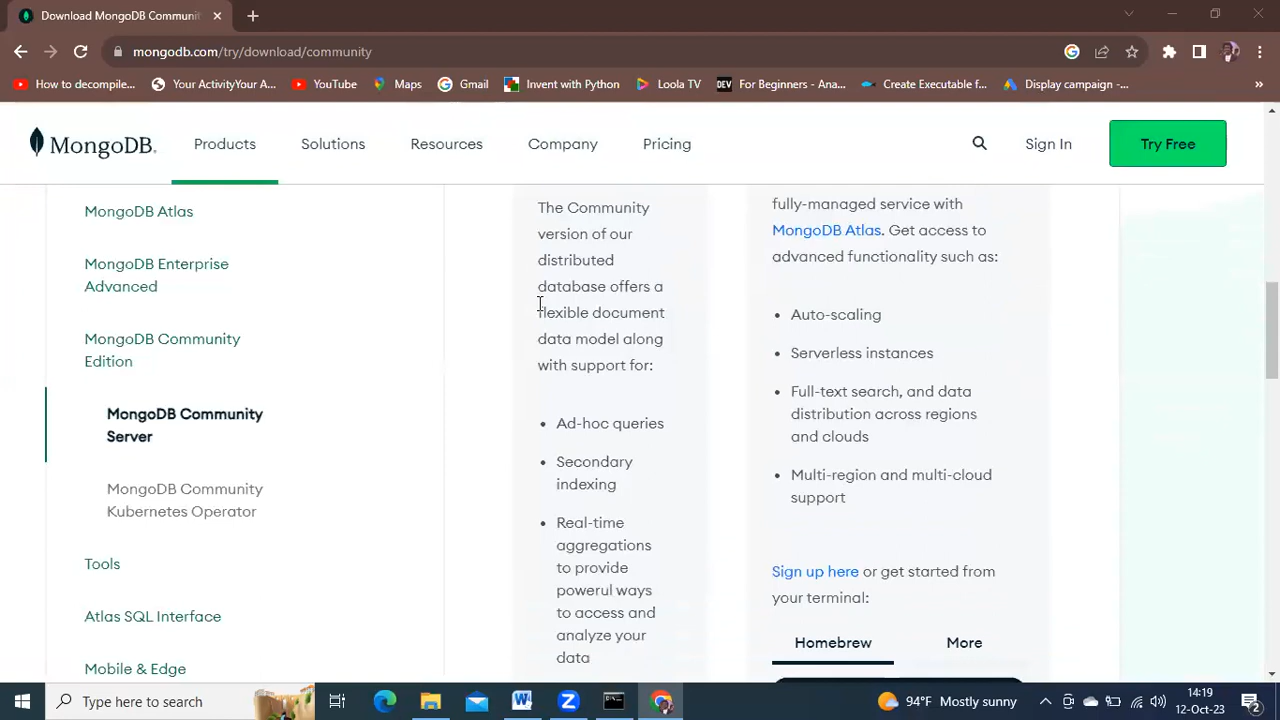 Download MongoDB Communi
mongodb.com/try/download/community
How to decompile...
Your ActivityYour A...
YouTube
Maps
Gmail
Invent with Python
Loola TV
DEV
For Beginners - Ana...
Create Executable f...
Display campaign -...
»
MongoDB.
Products
Solutions
Resources
Company
Pricing
Sign In
Try Free
MongoDB Atlas
MongoDB Enterprise
Advanced
MongoDB Community
Edition
MongoDB Community
Server
MongoDB Community
Kubernetes Operator
Tools
Atlas SQL Interface
Mobile & Edge
The Community
version of our
distributed
database offers a
flexible document
data model along
with support for:
• Ad-hoc queries
• Secondary
indexing
• Real-time
aggregations
to provide
powerul ways
to access and
analyze your
data
fully-managed service with
MongoDB Atlas. Get access to
advanced functionality such as:
• Auto-scaling
• Serverless instances
• Full-text search, and data
distribution across regions
and clouds
• Multi-region and multi-cloud
support
Sign up here or get started from
your terminal:
Homebrew
More
Type here to search
94°F Mostly sunny
14:19
12-Oct-23
2